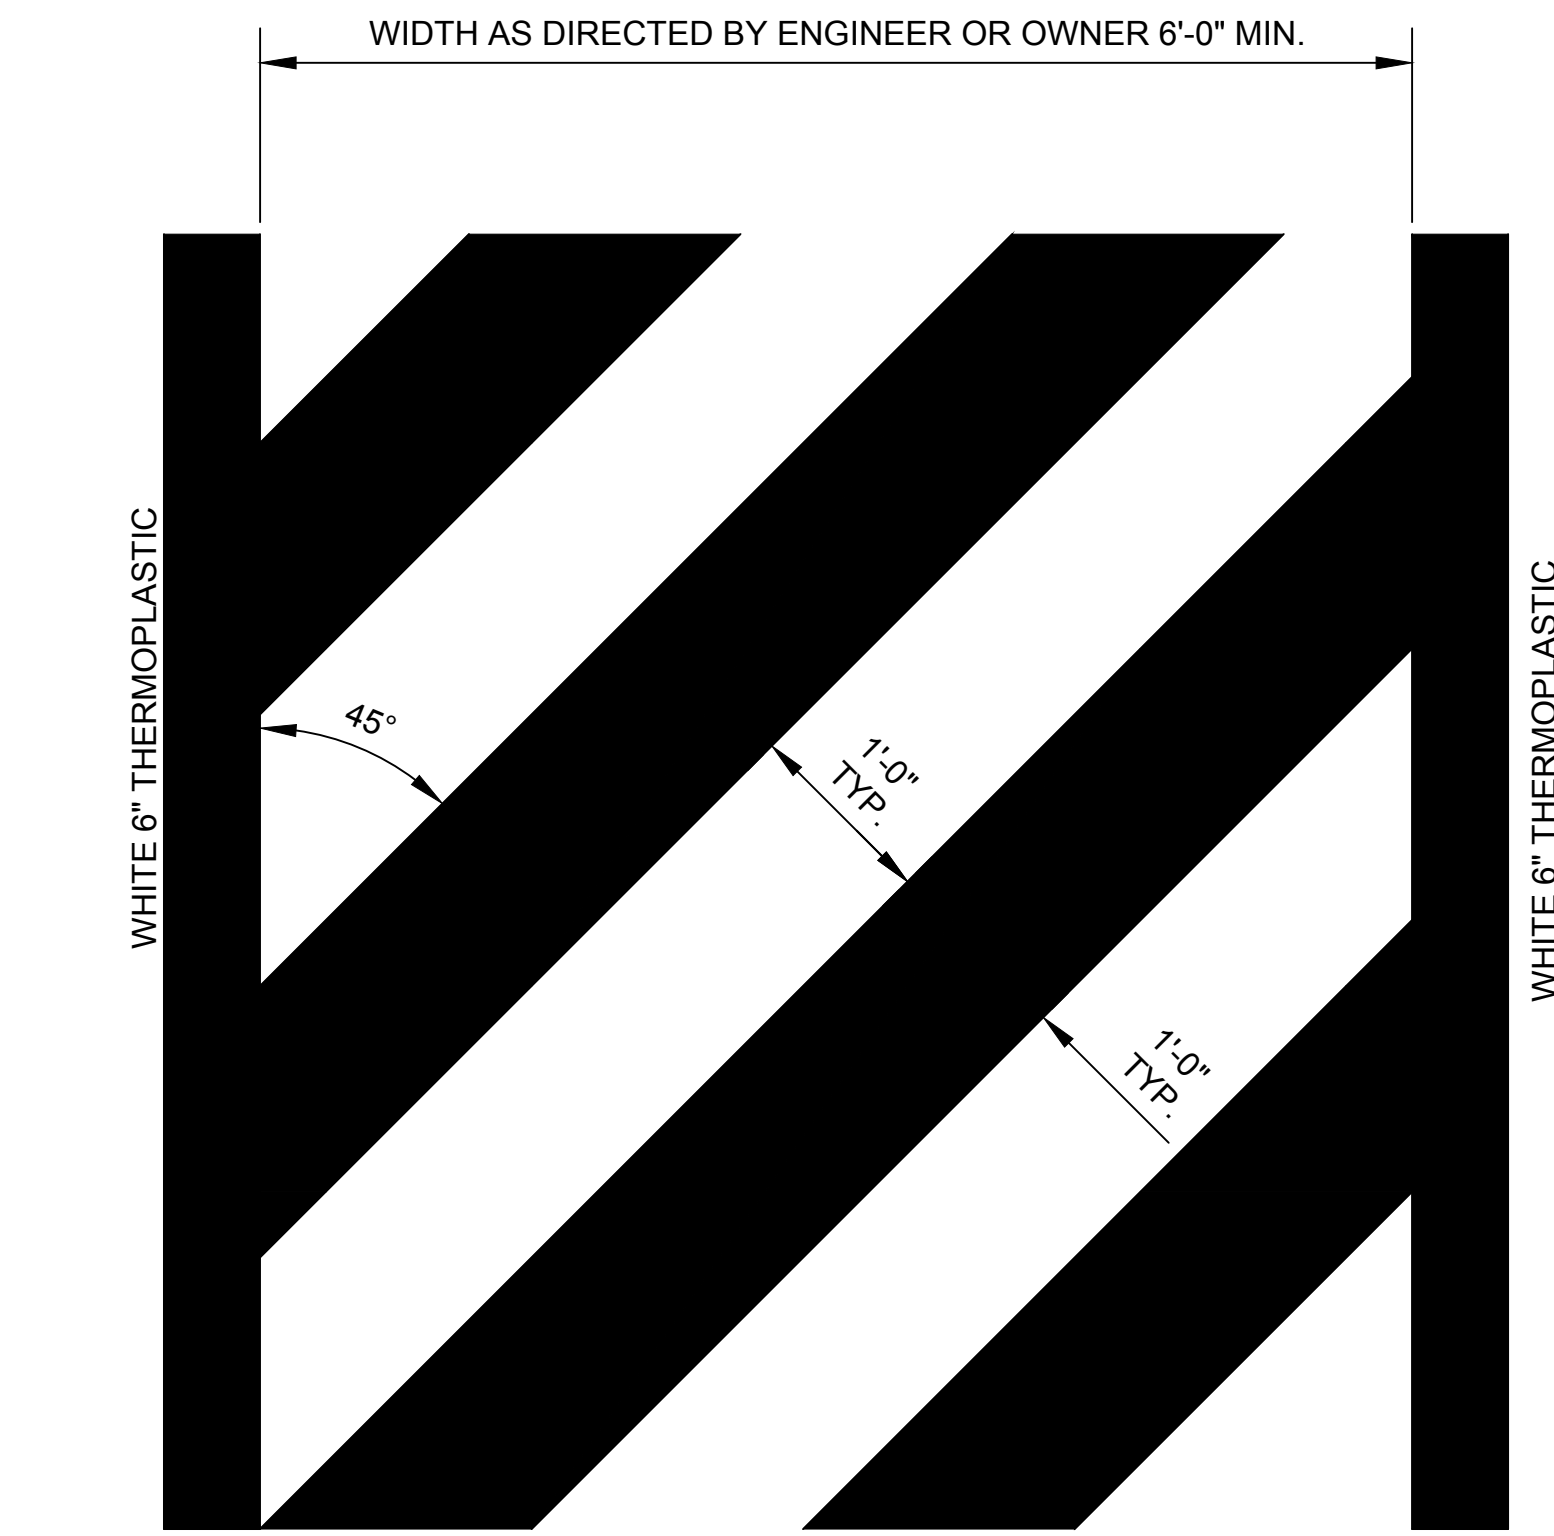 WIDTH AS DIRECTED BY ENGINEER OR OWNER 6'-0" MIN.
WHITE 6" THERMOPLASTIC
45°
1'-0"
TYP.
1'-0"
TYP.
WHITE 6" THERMOPLASTIC